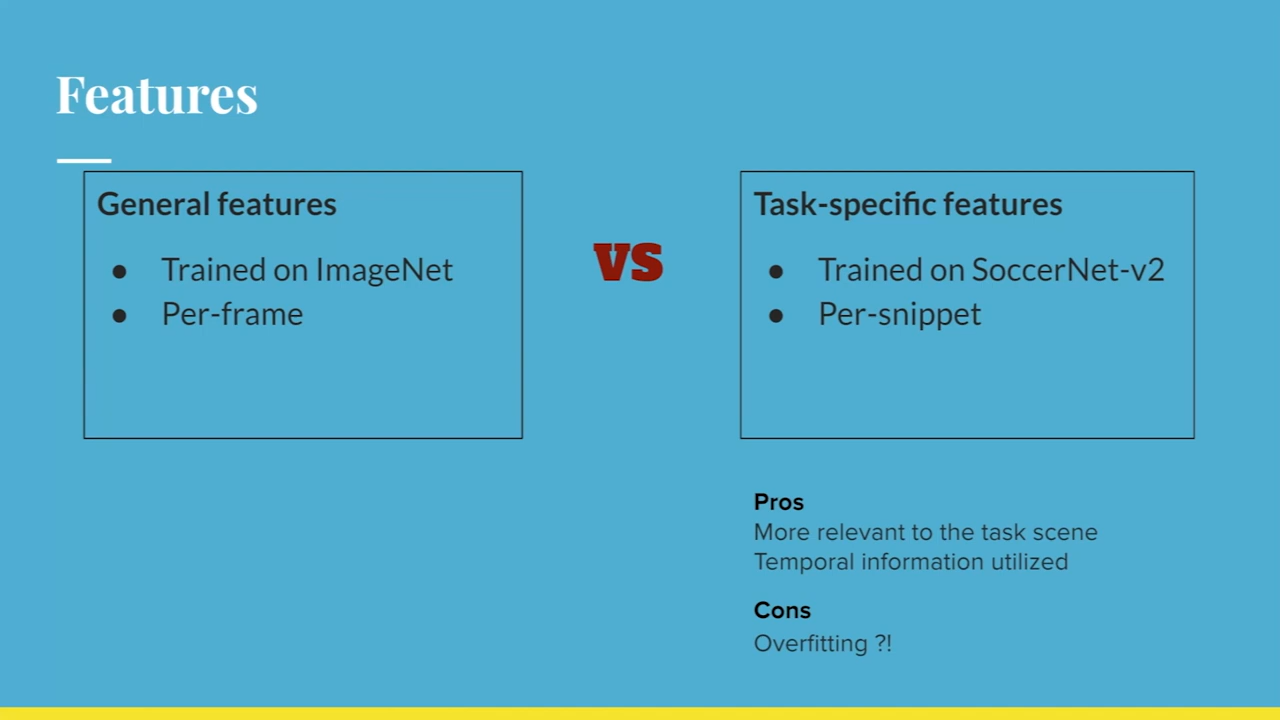 Features
General features
● Trained on ImageNet
● Per-frame
VS
Task-specific features
● Trained on SoccerNet-v2
● Per-snippet
Pros
More relevant to the task scene
Temporal information utilized
Cons
Overfitting ?!